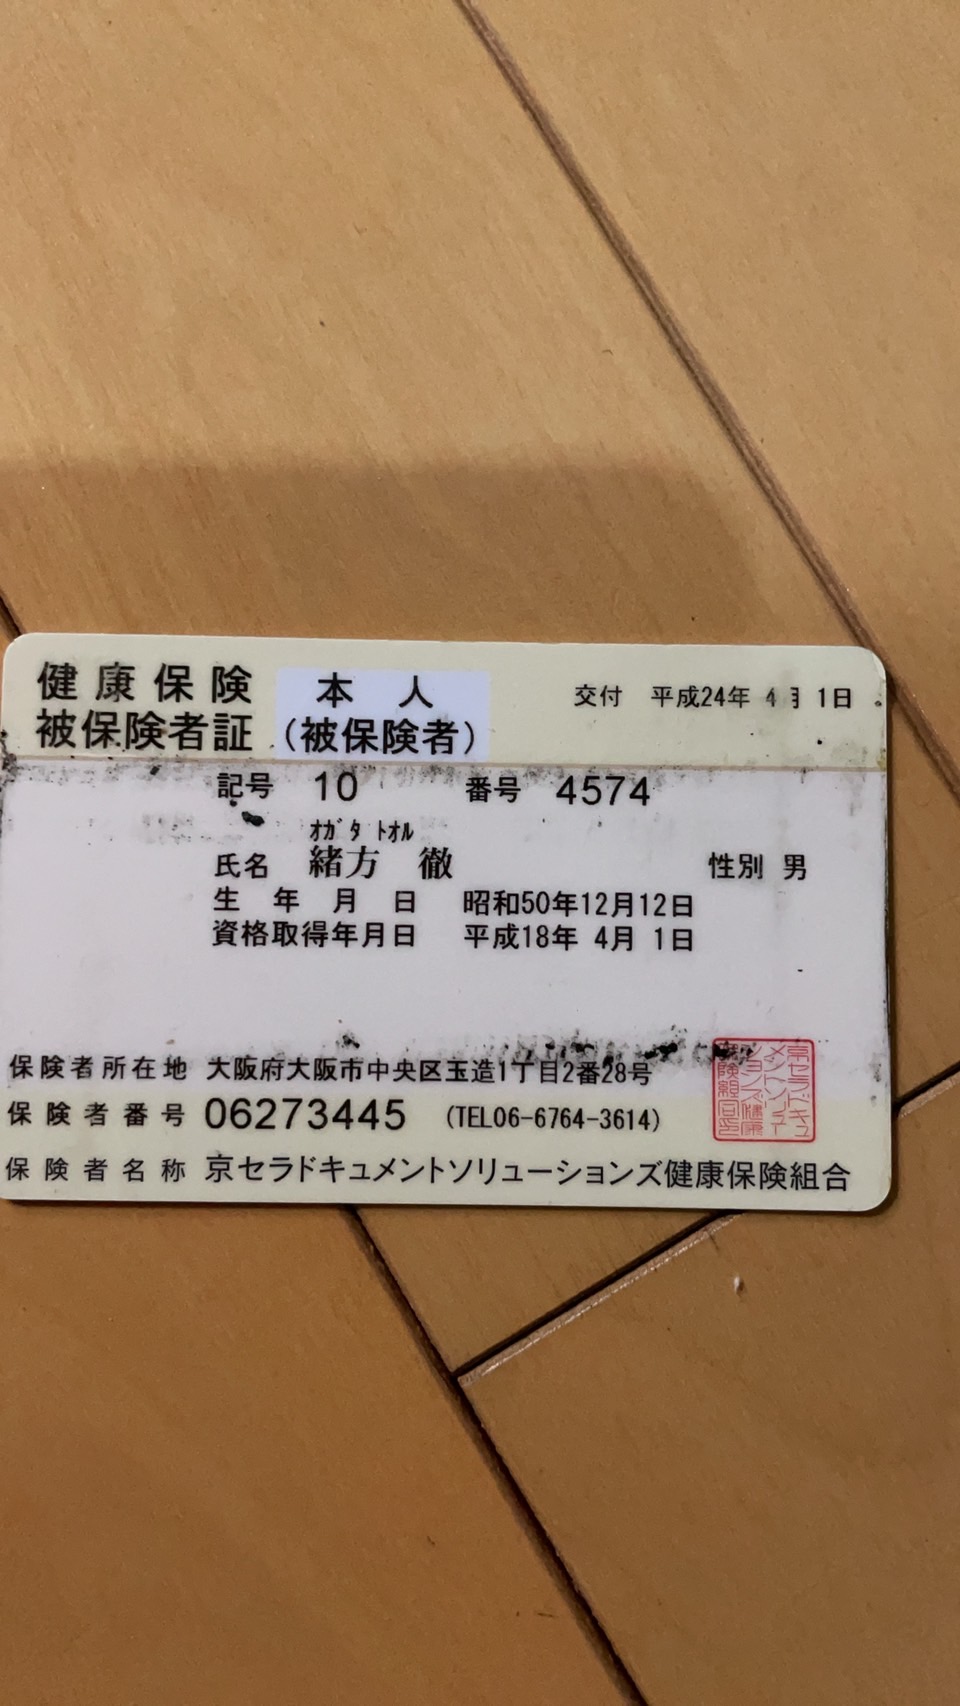 健康保険 本人
被保険者証 (被保険者)
交付 平成24年 4月 1日
記号 10 番号 4574
オガタ トオル
氏名 緒方 徹 性別 男
生年月日 昭和50年12月12日
資格取得年月日 平成18年 4月 1日
保険者所在地 大阪府大阪市中央区玉造1丁目2番28号
保険者番号 06273445 (TEL06-6764-3614)
保険者名称 京セラドキュメントソリューションズ健康保険組合